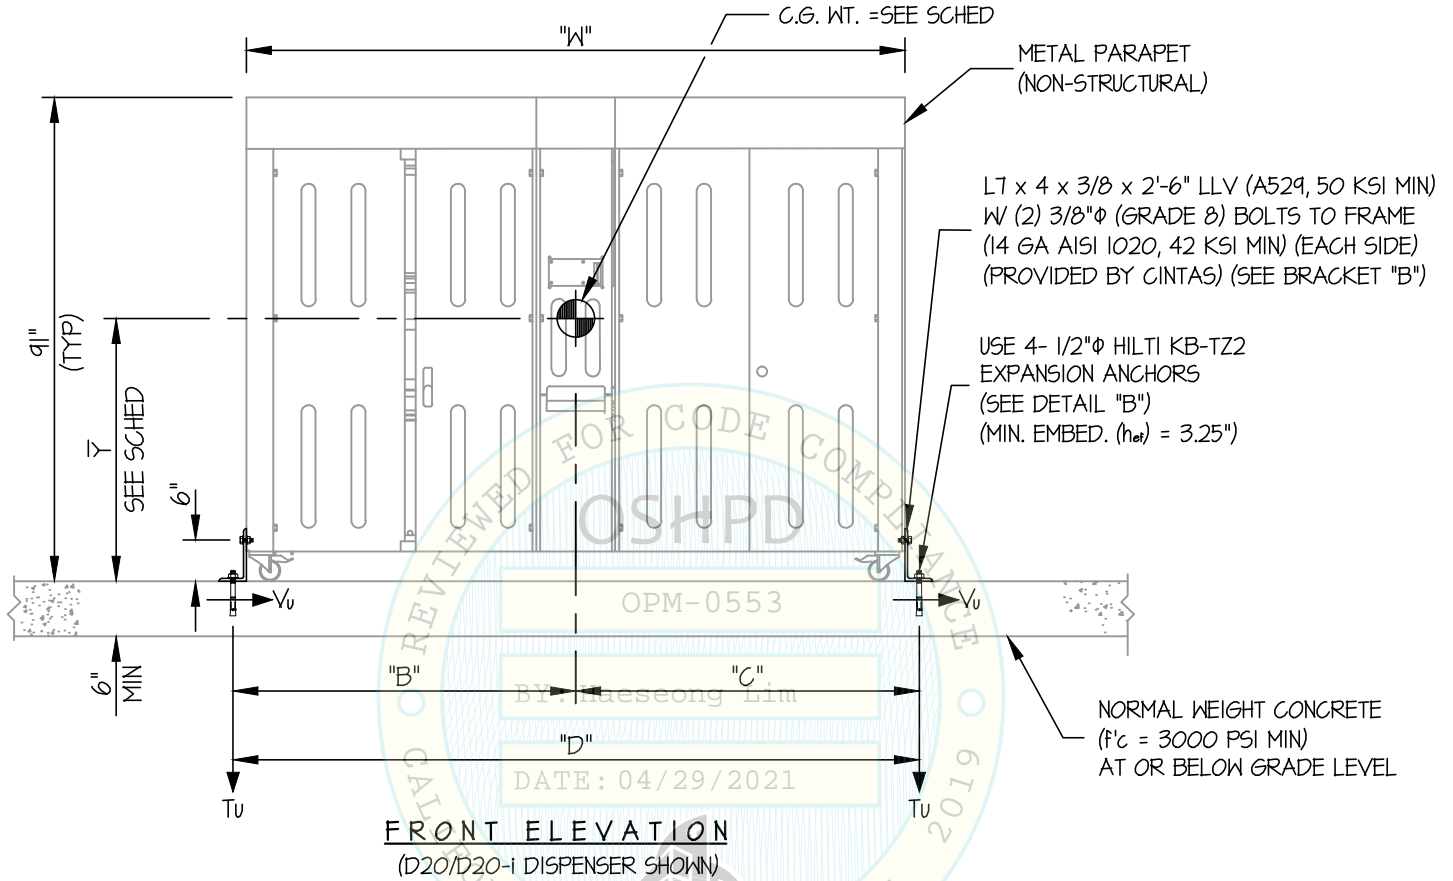 C.G. WT. =SEE SCHED
"W"
METAL PARAPET
(NON-STRUCTURAL)
L7 x 4 x 3/8 x 2'-6" LLV (A529, 50 KSI MIN)
W/ (2) 3/8"Φ (GRADE 8) BOLTS TO FRAME
(14 GA AISI 1020, 42 KSI MIN) (EACH SIDE)
(PROVIDED BY CINTAS) (SEE BRACKET "B")
91"
(TYP)
USE 4- 1/2"Φ HILTI KB-TZ2
EXPANSION ANCHORS
(SEE DETAIL "B")
(MIN. EMBED. (hef) = 3.25")
Y̅
SEE SCHED
6"
REVIEWED FOR CODE COMPLIANCE
OSHPD
OPM-0553
Vu
Vu
6"
MIN
"B"
"C"
BY: Haeseong Lim
NORMAL WEIGHT CONCRETE
(f'c = 3000 PSI MIN)
AT OR BELOW GRADE LEVEL
"D"
DATE: 04/29/2021
Tu
Tu
2019
FRONT ELEVATION
(D20/D20-i DISPENSER SHOWN)